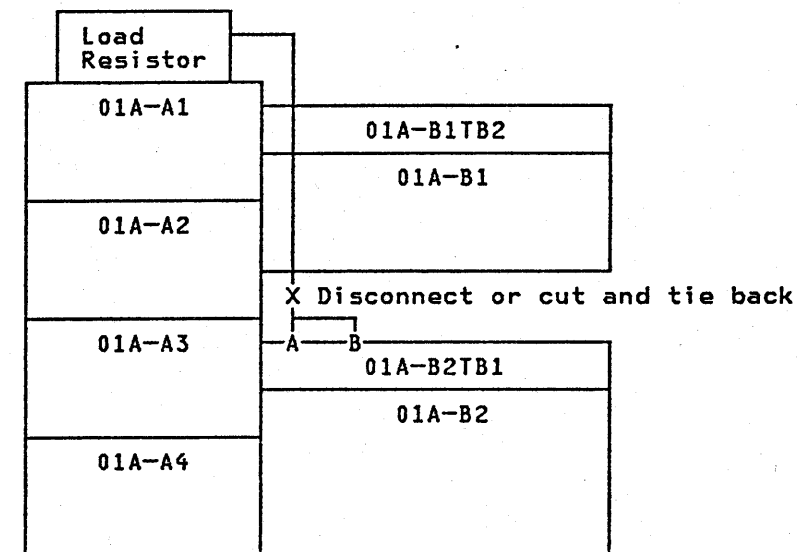 Load
Resistor
01A-A1
01A-B1TB2
01A-B1
01A-A2
X Disconnect or cut and tie back
01A-A3
A B
01A-B2TB1
01A-B2
01A-A4